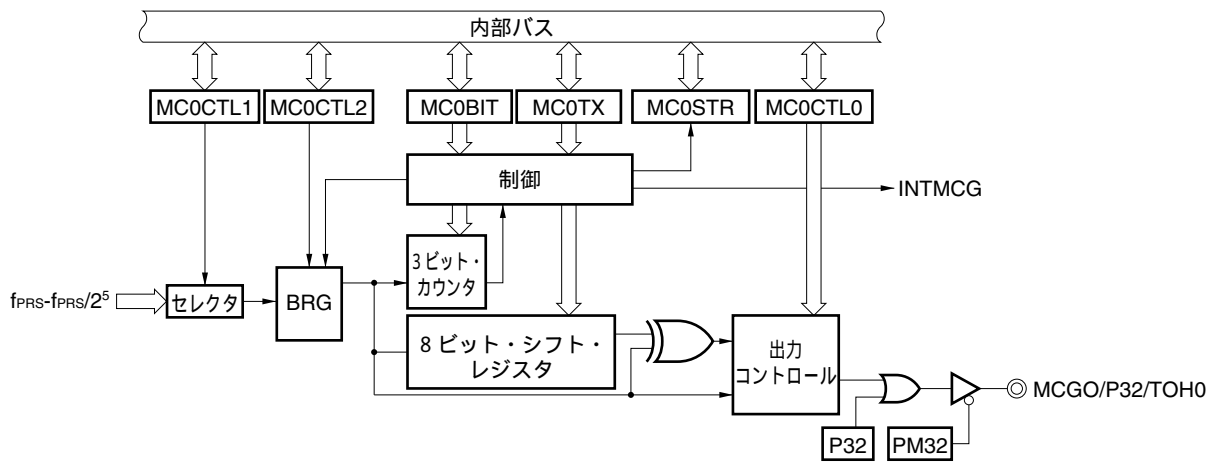 内部バス
MC0CTL1
MC0CTL2
MC0BIT
MC0TX
MC0STR
MC0CTL0
制御
INTMCG
3ビット・
カウンタ
fPRS-fPRS/2⁵
セレクタ
BRG
8ビット・シフト・
レジスタ
出力
コントロール
MCGO/P32/TOH0
P32
PM32